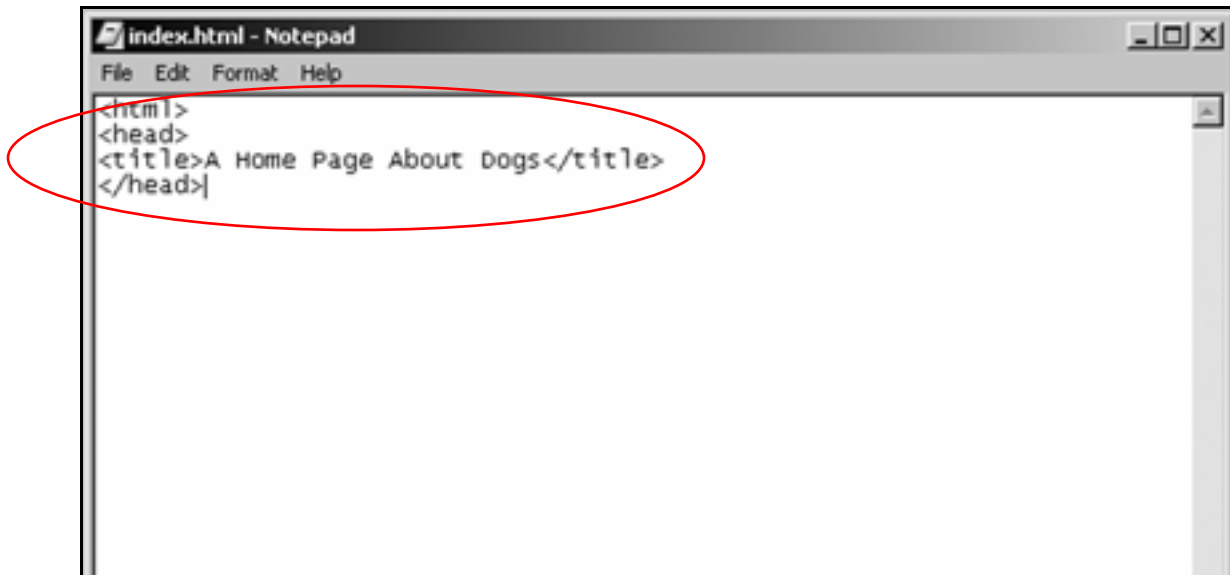 index.html - Notepad
File Edit Format Help
<html>
<head>
<title>A Home Page About Dogs</title>
</head>